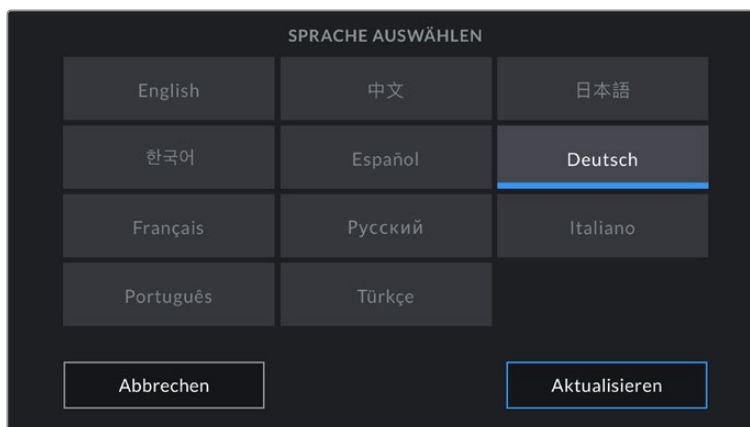 SPRACHE AUSWÄHLEN
English 中文 日本語
한국어 Español Deutsch
Français Русский Italiano
Português Türkçe
Abbrechen Aktualisieren